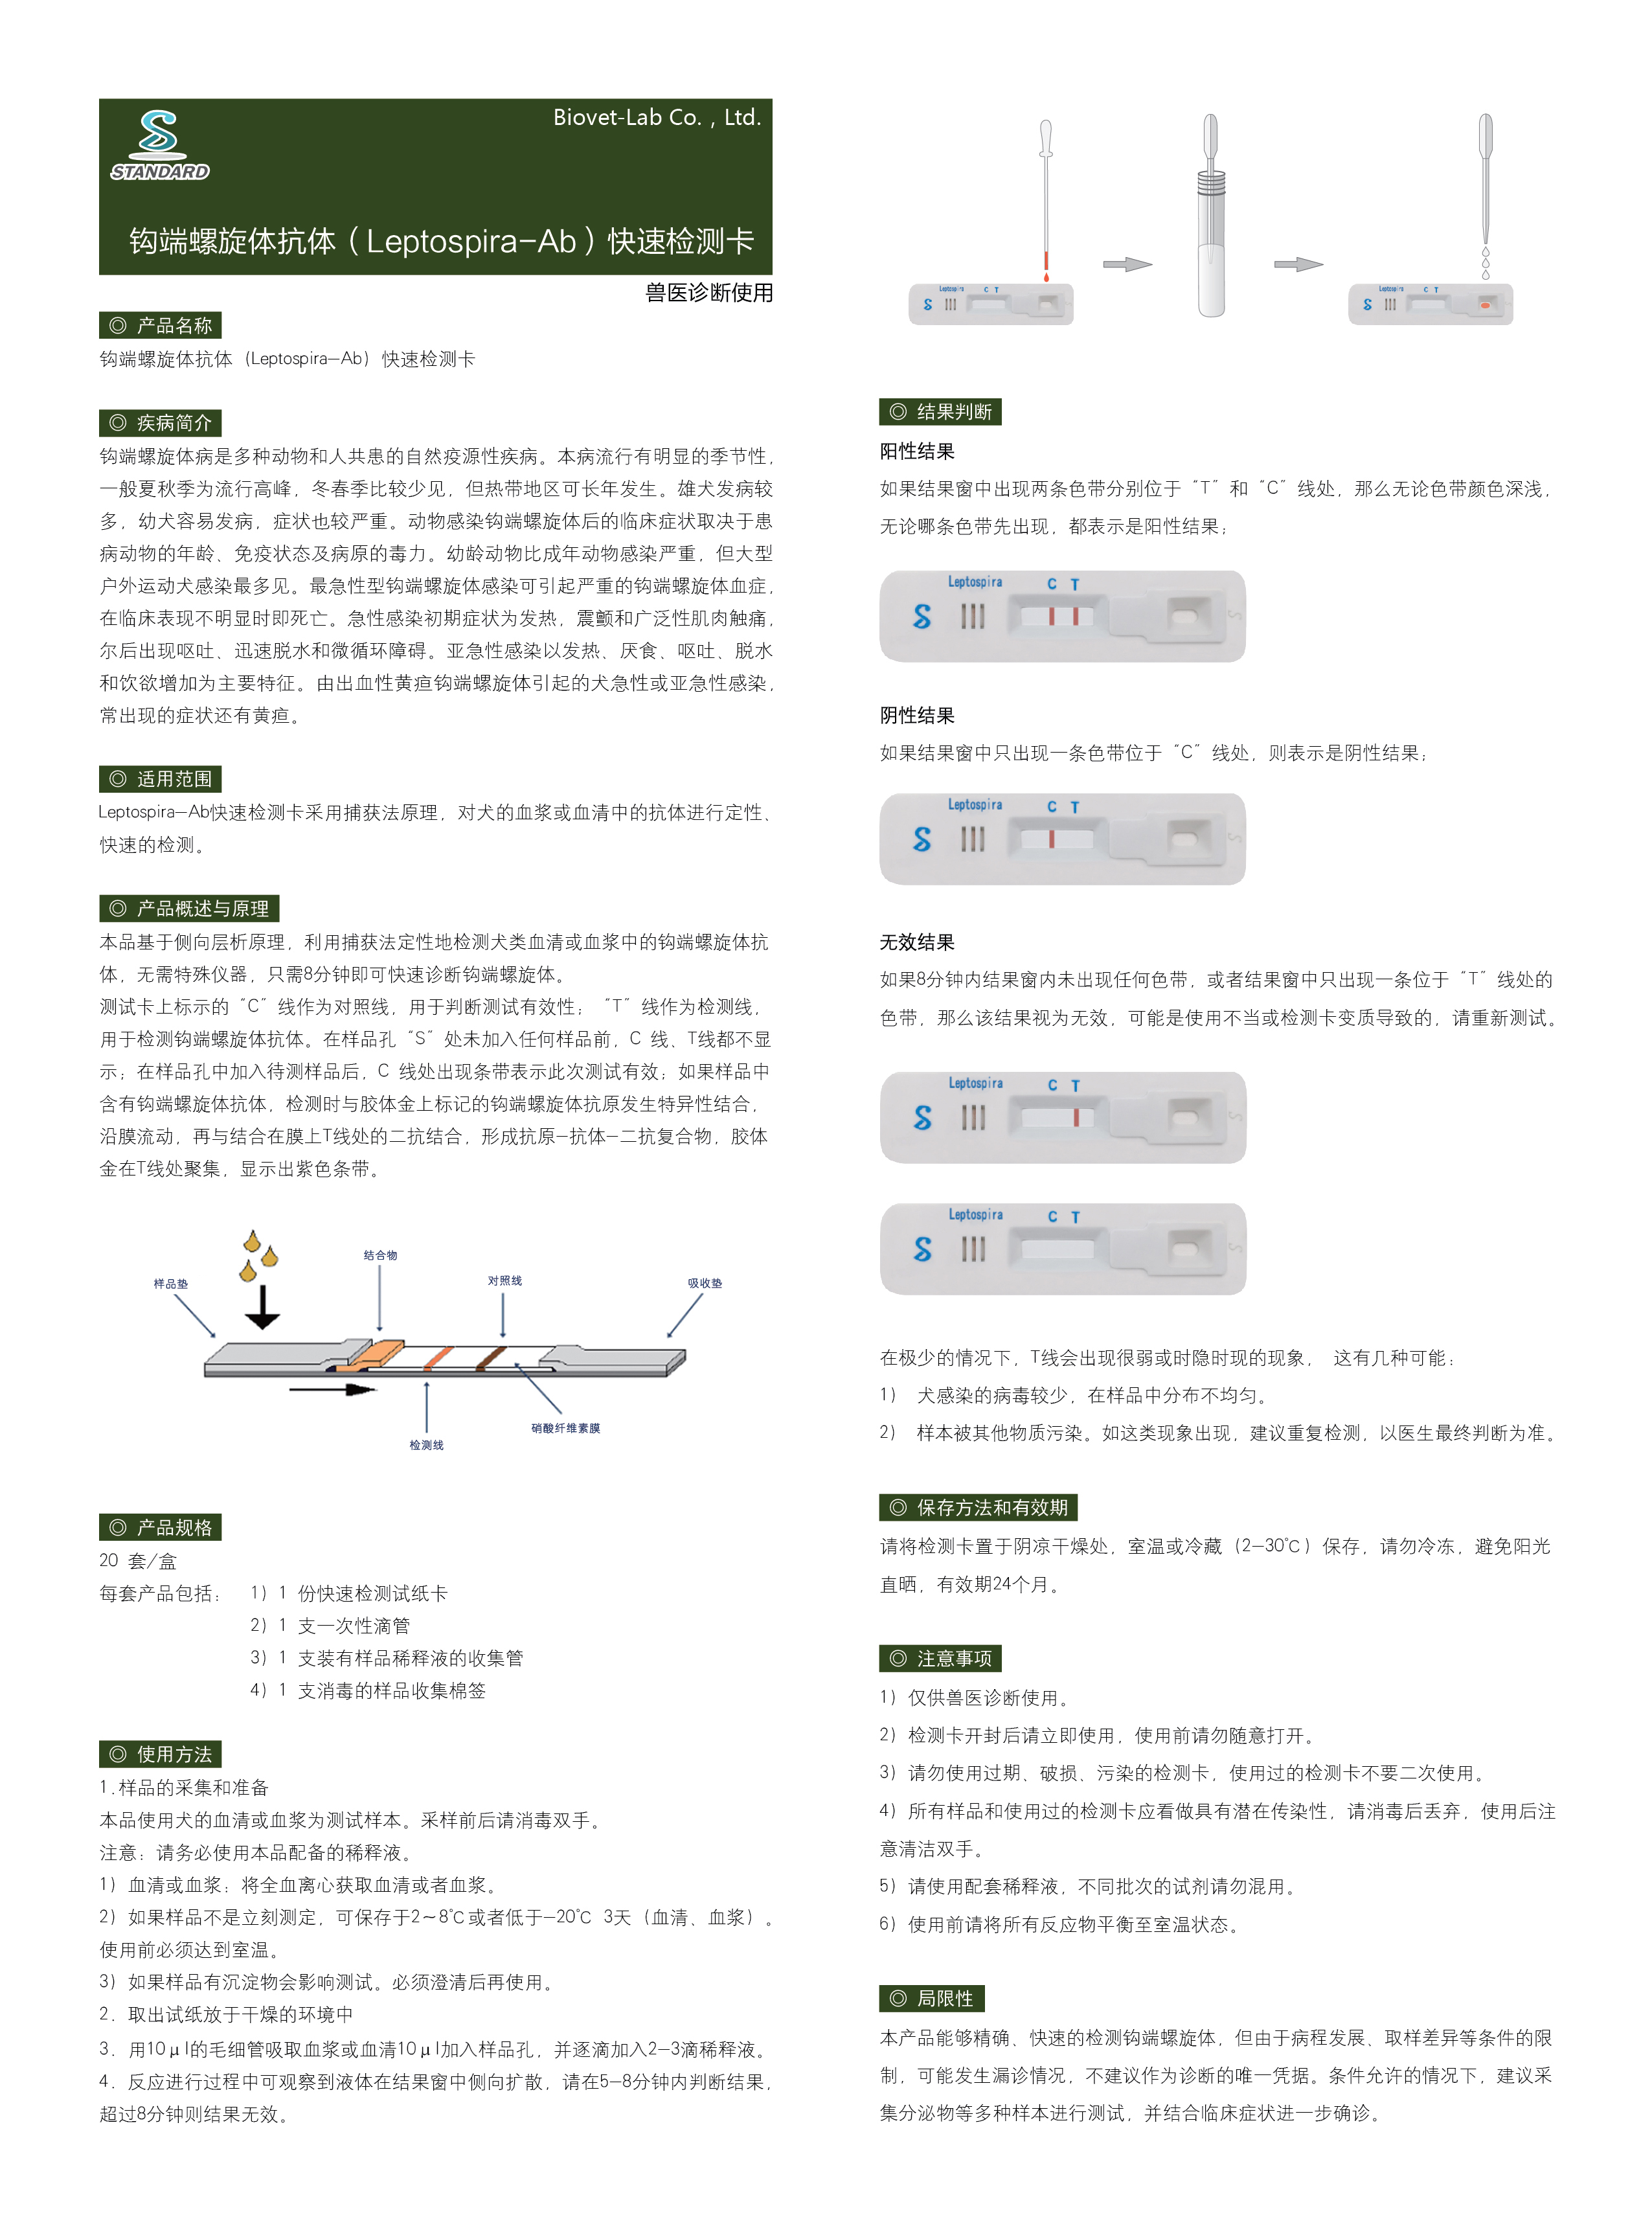 Biovet-Lab Co. , Ltd.
STANDARD
钩端螺旋体抗体（Leptospira-Ab）快速检测卡
兽医诊断使用
◎ 产品名称
钩端螺旋体抗体（Leptospira-Ab）快速检测卡
◎ 疾病简介
钩端螺旋体病是多种动物和人共患的自然疫源性疾病。本病流行有明显的季节性，
一般夏秋季为流行高峰，冬春季比较少见，但热带地区可长年发生。雄犬发病较
多，幼犬容易发病，症状也较严重。动物感染钩端螺旋体后的临床症状取决于患
病动物的年龄、免疫状态及病原的毒力。幼龄动物比成年动物感染严重，但大型
户外运动犬感染最多见。最急性型钩端螺旋体感染可引起严重的钩端螺旋体血症，
在临床表现不明显时即死亡。急性感染初期症状为发热，震颤和广泛性肌肉触痛，
尔后出现呕吐、迅速脱水和微循环障碍。亚急性感染以发热、厌食、呕吐、脱水
和饮欲增加为主要特征。由出血性黄疸钩端螺旋体引起的犬急性或亚急性感染，
常出现的症状还有黄疸。
◎ 适用范围
Leptospira-Ab快速检测卡采用捕获法原理，对犬的血浆或血清中的抗体进行定性、
快速的检测。
◎ 产品概述与原理
本品基于侧向层析原理，利用捕获法定性地检测犬类血清或血浆中的钩端螺旋体抗
体，无需特殊仪器，只需8分钟即可快速诊断钩端螺旋体。
测试卡上标示的“C”线作为对照线，用于判断测试有效性；“T”线作为检测线，
用于检测钩端螺旋体抗体。在样品孔“S”处未加入任何样品前，C 线、T线都不显
示；在样品孔中加入待测样品后，C 线处出现条带表示此次测试有效；如果样品中
含有钩端螺旋体抗体，检测时与胶体金上标记的钩端螺旋体抗原发生特异性结合，
沿膜流动，再与结合在膜上T线处的二抗结合，形成抗原-抗体-二抗复合物，胶体
金在T线处聚集，显示出紫色条带。
结合物
样品垫
对照线
吸收垫
硝酸纤维素膜
检测线
◎ 产品规格
20 套/盒
每套产品包括： 1）1 份快速检测试纸卡
2）1 支一次性滴管
3）1 支装有样品稀释液的收集管
4）1 支消毒的样品收集棉签
◎ 使用方法
1.样品的采集和准备
本品使用犬的血清或血浆为测试样本。采样前后请消毒双手。
注意：请务必使用本品配备的稀释液。
1）血清或血浆：将全血离心获取血清或者血浆。
2）如果样品不是立刻测定，可保存于2～8℃或者低于-20℃ 3天（血清、血浆）。
使用前必须达到室温。
3）如果样品有沉淀物会影响测试。必须澄清后再使用。
2. 取出试纸放于干燥的环境中
3. 用10μl的毛细管吸取血浆或血清10μl加入样品孔，并逐滴加入2-3滴稀释液。
4. 反应进行过程中可观察到液体在结果窗中侧向扩散，请在5-8分钟内判断结果，
超过8分钟则结果无效。
Leptospira C T
S
Leptospira C T
S
◎ 结果判断
阳性结果
如果结果窗中出现两条色带分别位于“T”和“C”线处，那么无论色带颜色深浅，
无论哪条色带先出现，都表示是阳性结果；
Leptospira C T
S
阴性结果
如果结果窗中只出现一条色带位于“C”线处，则表示是阴性结果；
Leptospira C T
S
无效结果
如果8分钟内结果窗内未出现任何色带，或者结果窗中只出现一条位于“T”线处的
色带，那么该结果视为无效，可能是使用不当或检测卡变质导致的，请重新测试。
Leptospira C T
S
Leptospira C T
S
在极少的情况下，T线会出现很弱或时隐时现的现象， 这有几种可能：
1） 犬感染的病毒较少，在样品中分布不均匀。
2） 样本被其他物质污染。如这类现象出现，建议重复检测，以医生最终判断为准。
◎ 保存方法和有效期
请将检测卡置于阴凉干燥处，室温或冷藏（2-30℃）保存，请勿冷冻，避免阳光
直晒，有效期24个月。
◎ 注意事项
1）仅供兽医诊断使用。
2）检测卡开封后请立即使用，使用前请勿随意打开。
3）请勿使用过期、破损、污染的检测卡，使用过的检测卡不要二次使用。
4）所有样品和使用过的检测卡应看做具有潜在传染性，请消毒后丢弃，使用后注
意清洁双手。
5）请使用配套稀释液，不同批次的试剂请勿混用。
6）使用前请将所有反应物平衡至室温状态。
◎ 局限性
本产品能够精确、快速的检测钩端螺旋体，但由于病程发展、取样差异等条件的限
制，可能发生漏诊情况，不建议作为诊断的唯一凭据。条件允许的情况下，建议采
集分泌物等多种样本进行测试，并结合临床症状进一步确诊。